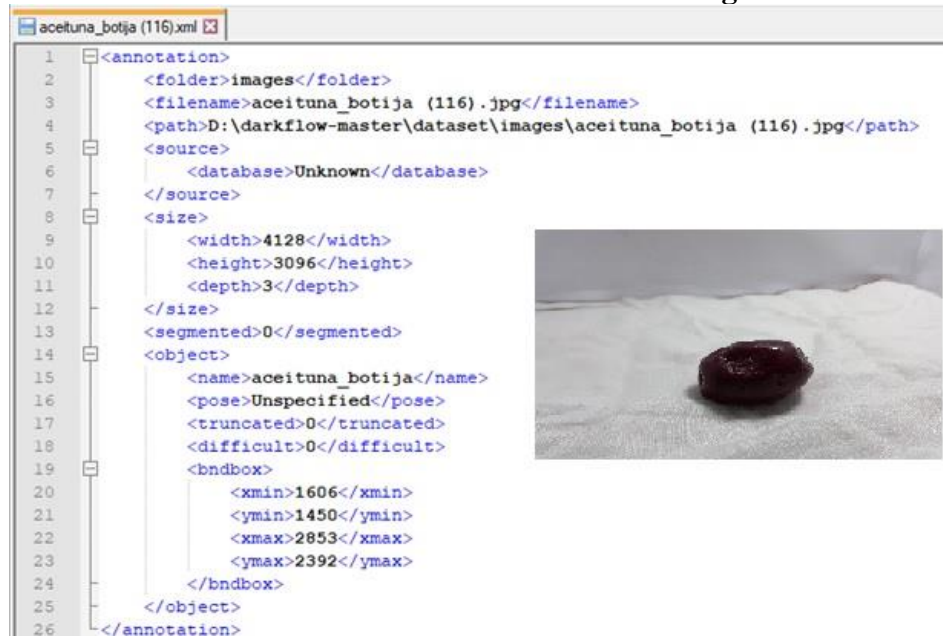 aceituna_botija (116).xml
1 <annotation>
2 <folder>images</folder>
3 <filename>aceituna_botija (116).jpg</filename>
4 <path>D:\darkflow-master\dataset\images\aceituna_botija (116).jpg</path>
5 <source>
6 <database>Unknown</database>
7 </source>
8 <size>
9 <width>4128</width>
10 <height>3096</height>
11 <depth>3</depth>
12 </size>
13 <segmented>0</segmented>
14 <object>
15 <name>aceituna_botija</name>
16 <pose>Unspecified</pose>
17 <truncated>0</truncated>
18 <difficult>0</difficult>
19 <bndbox>
20 <xmin>1606</xmin>
21 <ymin>1450</ymin>
22 <xmax>2853</xmax>
23 <ymax>2392</ymax>
24 </bndbox>
25 </object>
26 </annotation>